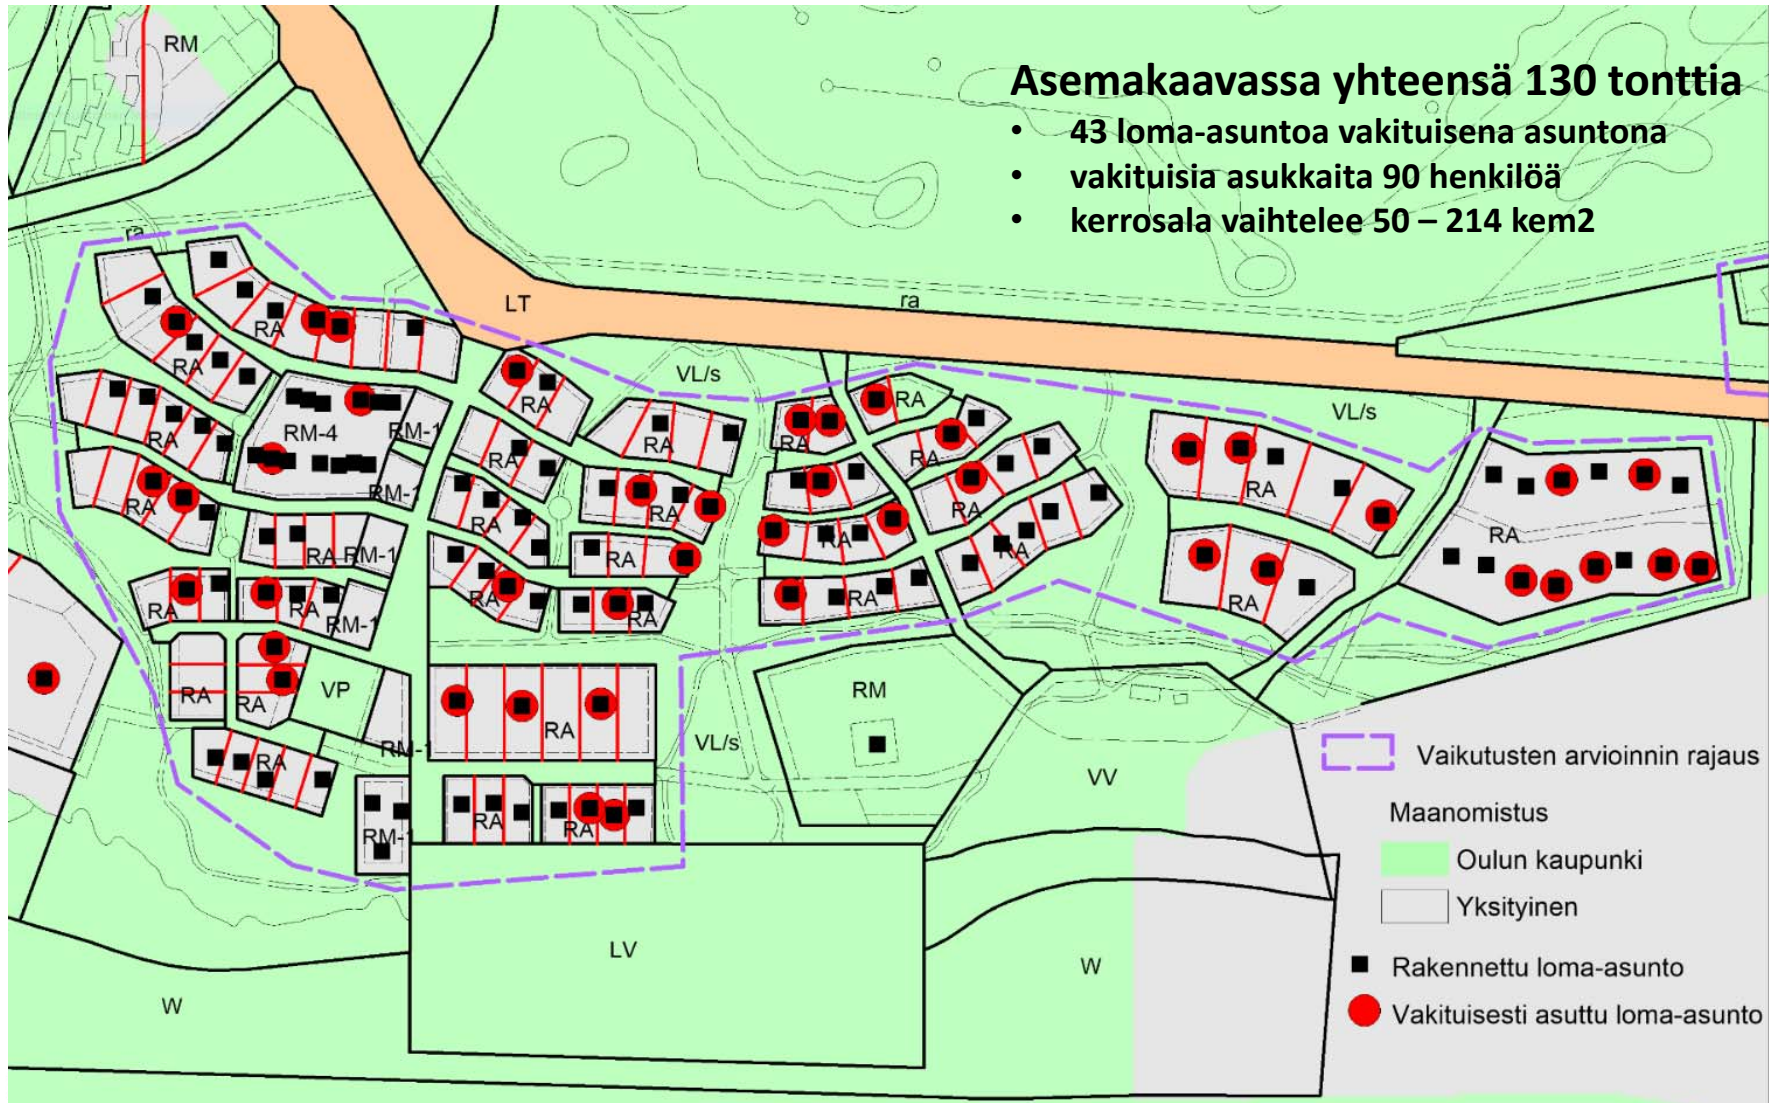 RM
Asemakaavassa yhteensä 130 tonttia
• 43 loma-asuntoa vakituisena asuntona
• vakituisia asukkaita 90 henkilöä
• kerrosala vaihtelee 50 – 214 kem2
ra
LT
ra
RA
RA
VL/s
RA
RA
VL/s
RM-4
RM-1
RA
RA
RA
RA
RA
RA
RM-1
RA
RA
RA
RA
RA
RA
RA
RA
RM-1
RA
RA
RA
RA
RA
RM-1
RA
RA
RA
RA
VP
RM
RA
RA
RA
VL/s
RM-1
RA
VV
RM-1
RA
RA
Vaikutusten arvioinnin rajaus
Maanomistus
Oulun kaupunki
Yksityinen
LV
W
Rakennettu loma-asunto
W
Vakituisesti asuttu loma-asunto